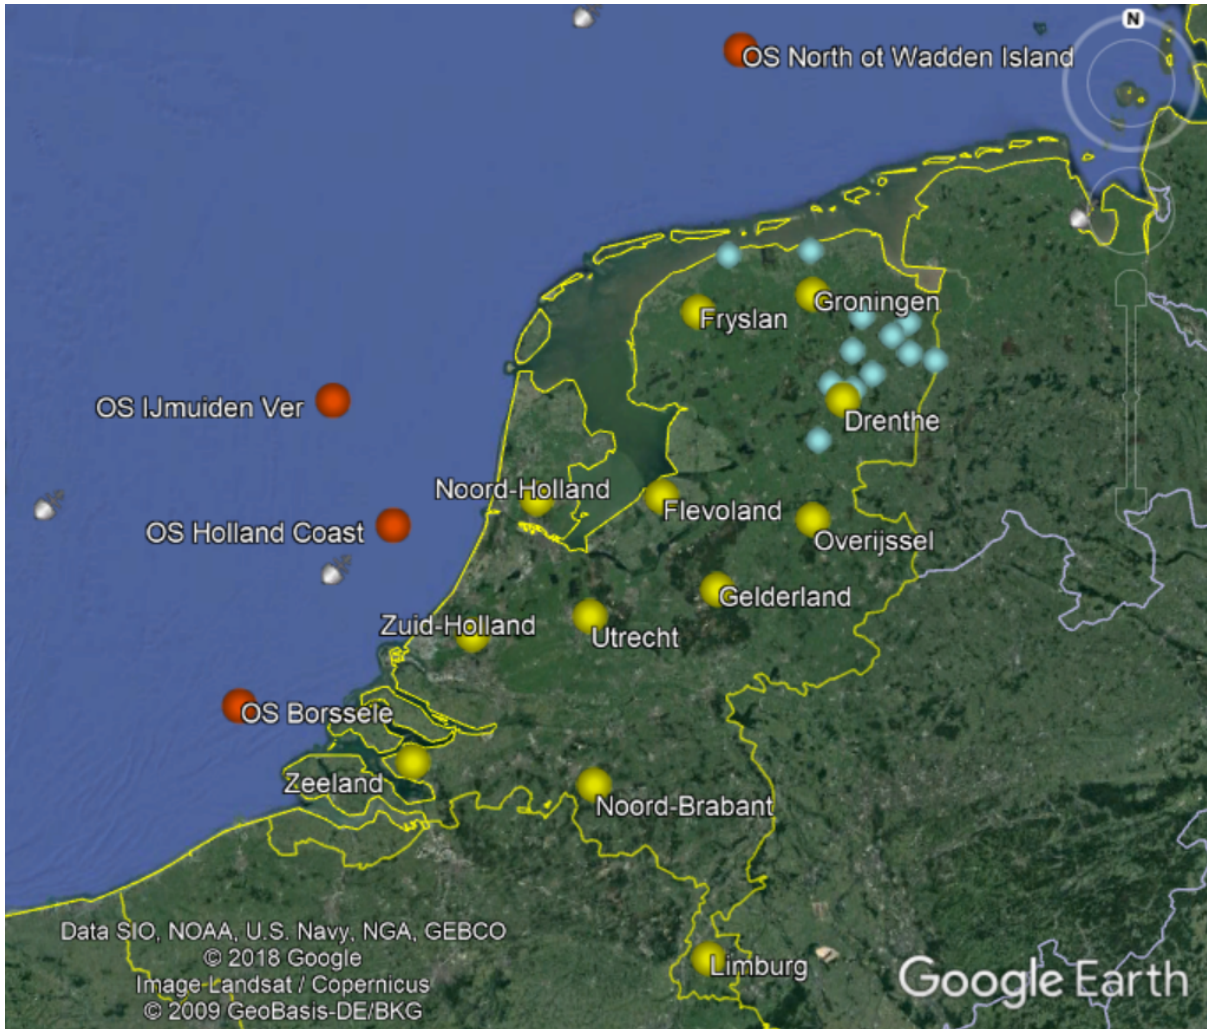 N
OS North ot Wadden Island
Groningen
Fryslan
OS IJmuiden Ver
Drenthe
Noord-Holland
Flevoland
OS Holland Coast
Overijssel
Gelderland
Zuid-Holland
Utrecht
OS Borssele
Zeeland
Noord-Brabant
Data SIO, NOAA, U.S. Navy, NGA, GEBCO
© 2018 Google
Image Landsat / Copernicus
© 2009 GeoBasis-DE/BKG
Limburg
Google Earth